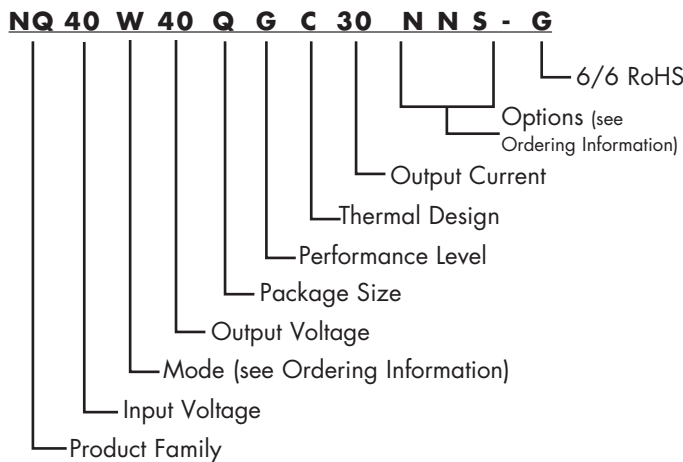 NQ 40 W 40 Q G C 30 N N S - G
6/6 RoHS
Options (see
Ordering Information)
Output Current
Thermal Design
Performance Level
Package Size
Output Voltage
Mode (see Ordering Information)
Input Voltage
Product Family